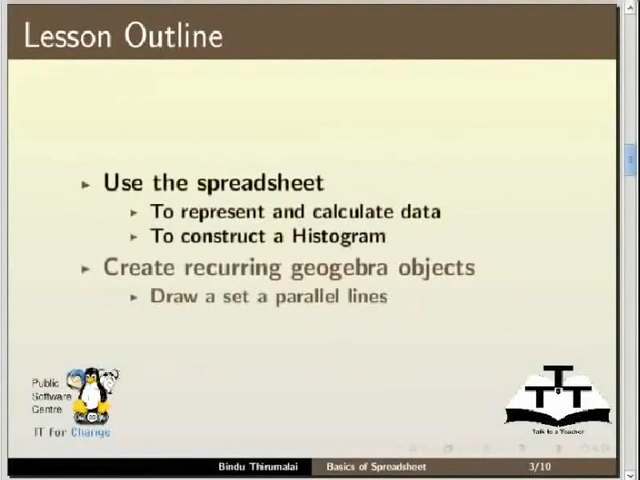 Lesson Outline
Use the spreadsheet
To represent and calculate data
To construct a Histogram
Create recurring geogebra objects
Draw a set a parallel lines
Public
Software
Centre
IT for Change
TTT
Talk to a Teacher
Bindu Thirumalai Basics of Spreadsheet 3/10